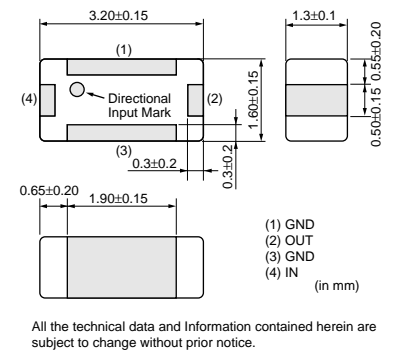 3.20±0.15
1.3±0.1
(1)
(4)
Directional
Input Mark
(2)
1.60±0.15
0.55±0.20
0.50±0.15
(3)
0.3±0.2
0.3±0.2
0.65±0.20
1.90±0.15
(1) GND
(2) OUT
(3) GND
(4) IN
(in mm)
All the technical data and Information contained herein are
subject to change without prior notice.